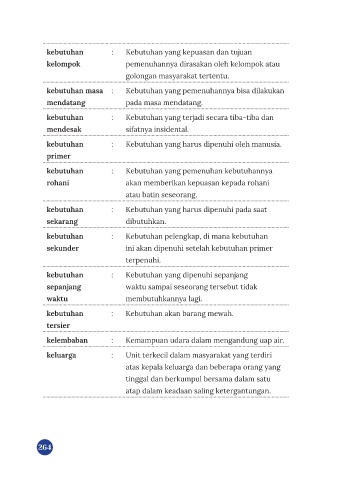 kebutuhan : Kebutuhan yang kepuasan dan tujuan
kelompok pemenuhannya dirasakan oleh kelompok atau
golongan masyarakat tertentu.
kebutuhan masa : Kebutuhan yang pemenuhannya bisa dilakukan
mendatang pada masa mendatang.
kebutuhan : Kebutuhan yang terjadi secara tiba-tiba dan
mendesak sifatnya insidental.
kebutuhan : Kebutuhan yang harus dipenuhi oleh manusia.
primer
kebutuhan : Kebutuhan yang pemenuhan kebutuhannya
rohani akan memberikan kepuasan kepada rohani
atau batin seseorang.
kebutuhan : Kebutuhan yang harus dipenuhi pada saat
sekarang dibutuhkan.
kebutuhan : Kebutuhan pelengkap, di mana kebutuhan
sekunder ini akan dipenuhi setelah kebutuhan primer
terpenuhi.
kebutuhan : Kebutuhan yang dipenuhi sepanjang
sepanjang waktu sampai seseorang tersebut tidak
waktu membutuhkannya lagi.
kebutuhan : Kebutuhan akan barang mewah.
tersier
kelembaban : Kemampuan udara dalam mengandung uap air.
keluarga : Unit terkecil dalam masyarakat yang terdiri
atas kepala keluarga dan beberapa orang yang
tinggal dan berkumpul bersama dalam satu
atap dalam keadaan saling ketergantungan.
264